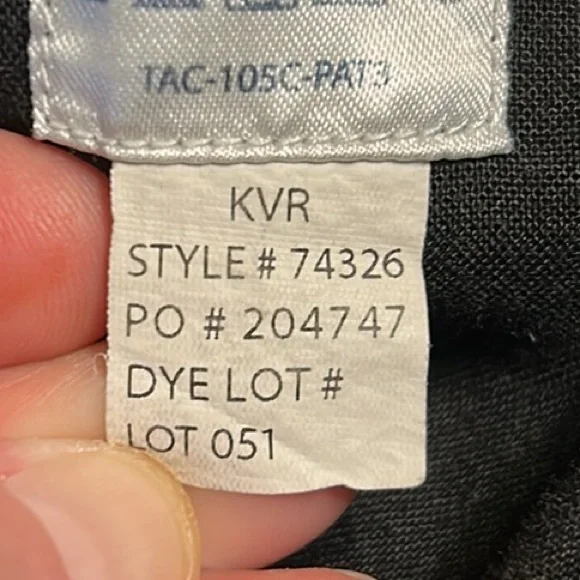 TAC-105C-PAT3
KVR
STYLE # 74326
PO # 204747
DYE LOT #
LOT 051